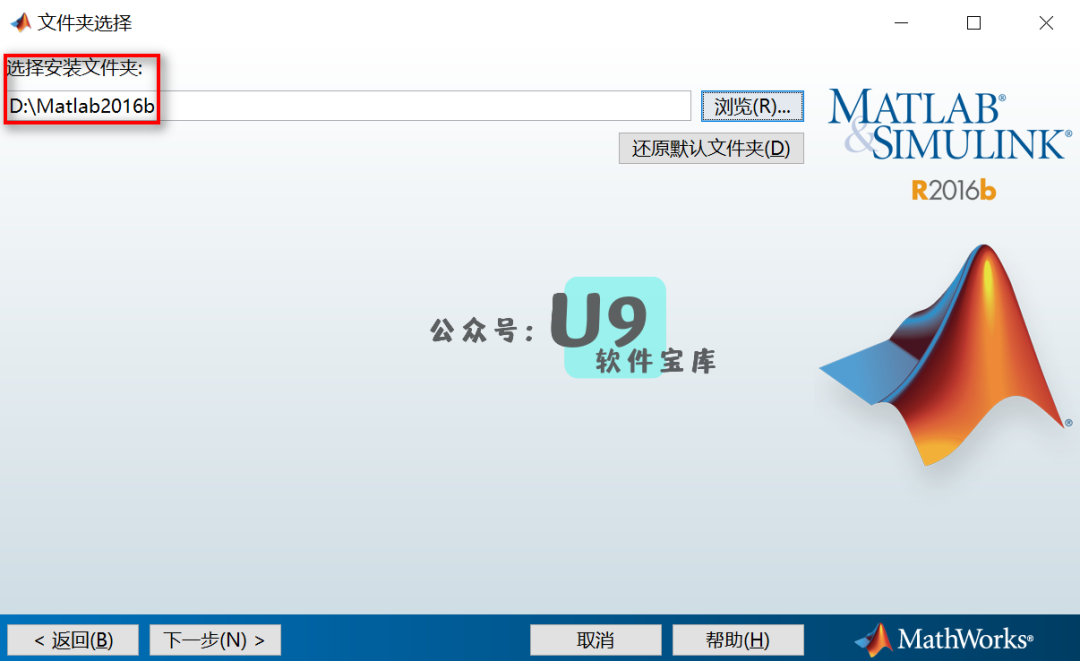 文件夹选择
选择安装文件夹:
D:\Matlab2016b
浏览(R)...
还原默认文件夹(D)
MATLAB®
&SIMULINK®
R2016b
公众号：U9
软件宝库
®
< 返回(B)
下一步(N) >
取消
帮助(H)
MathWorks®